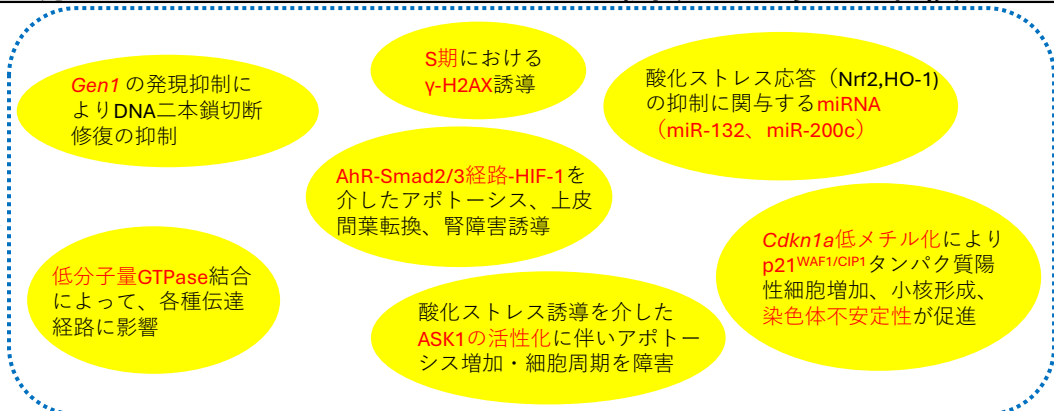 Gen1 の発現抑制に
よりDNA二本鎖切断
修復の抑制
S期における
γ-H2AX誘導
酸化ストレス応答（Nrf2,HO-1)
の抑制に関与するmiRNA
（miR-132、miR-200c）
AhR-Smad2/3経路-HIF-1を
介したアポトーシス、上皮
間葉転換、腎障害誘導
低分子量GTPase結合
によって、各種伝達
経路に影響
酸化ストレス誘導を介した
ASK1の活性化に伴いアポトー
シス増加・細胞周期を障害
Cdkn1a低メチル化により
p21WAF1/CIP1タンパク質陽
性細胞増加、小核形成、
染色体不安定性が促進